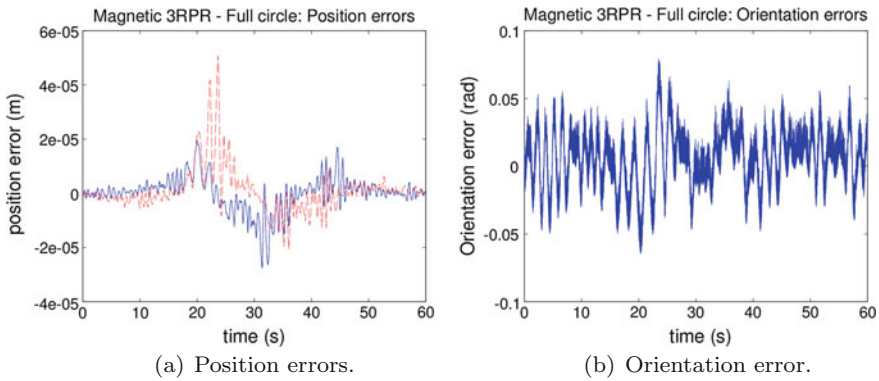 Magnetic 3RPR - Full circle: Position errors
6e-05
4e-05
2e-05
0
-2e-05
-4e-05
position error (m)
0 10 20 30 40 50 60
time (s)
(a) Position errors.
Magnetic 3RPR - Full circle: Orientation errors
0.1
0.05
0
-0.05
-0.1
Orientation error (rad)
0 10 20 30 40 50 60
time (s)
(b) Orientation error.